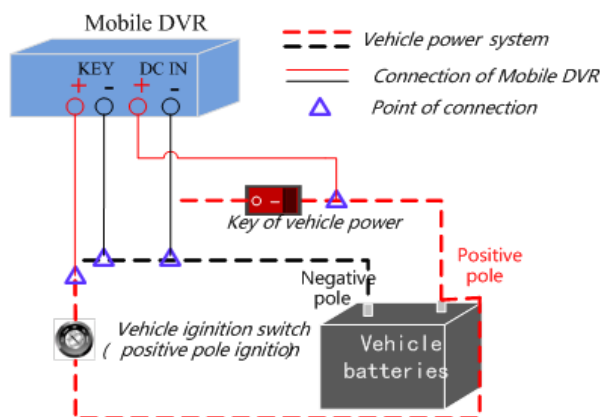 Mobile DVR
KEY DC IN
+ - + -
Vehicle power system
Connection of Mobile DVR
Point of connection
Key of vehicle power
Negative
pole
Positive
pole
Vehicle iginition switch
( positive pole ignition)
Vehicle
batteries